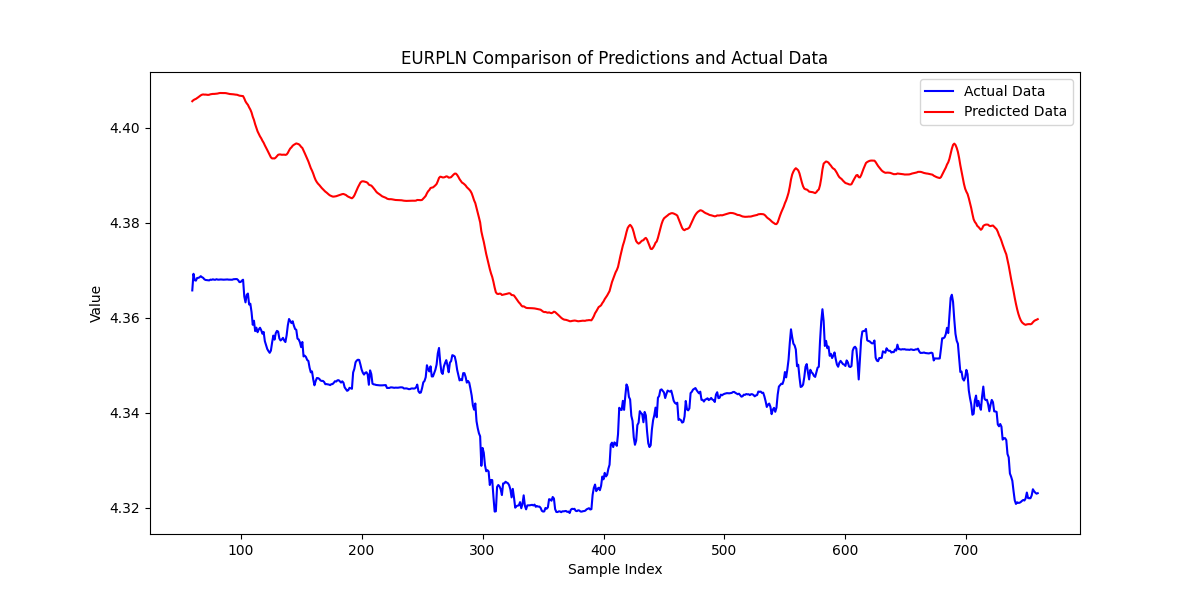 EURPLN Comparison of Predictions and Actual Data
Actual Data
Predicted Data
4.40
4.38
4.36
4.34
4.32
Value
100 200 300 400 500 600 700
Sample Index